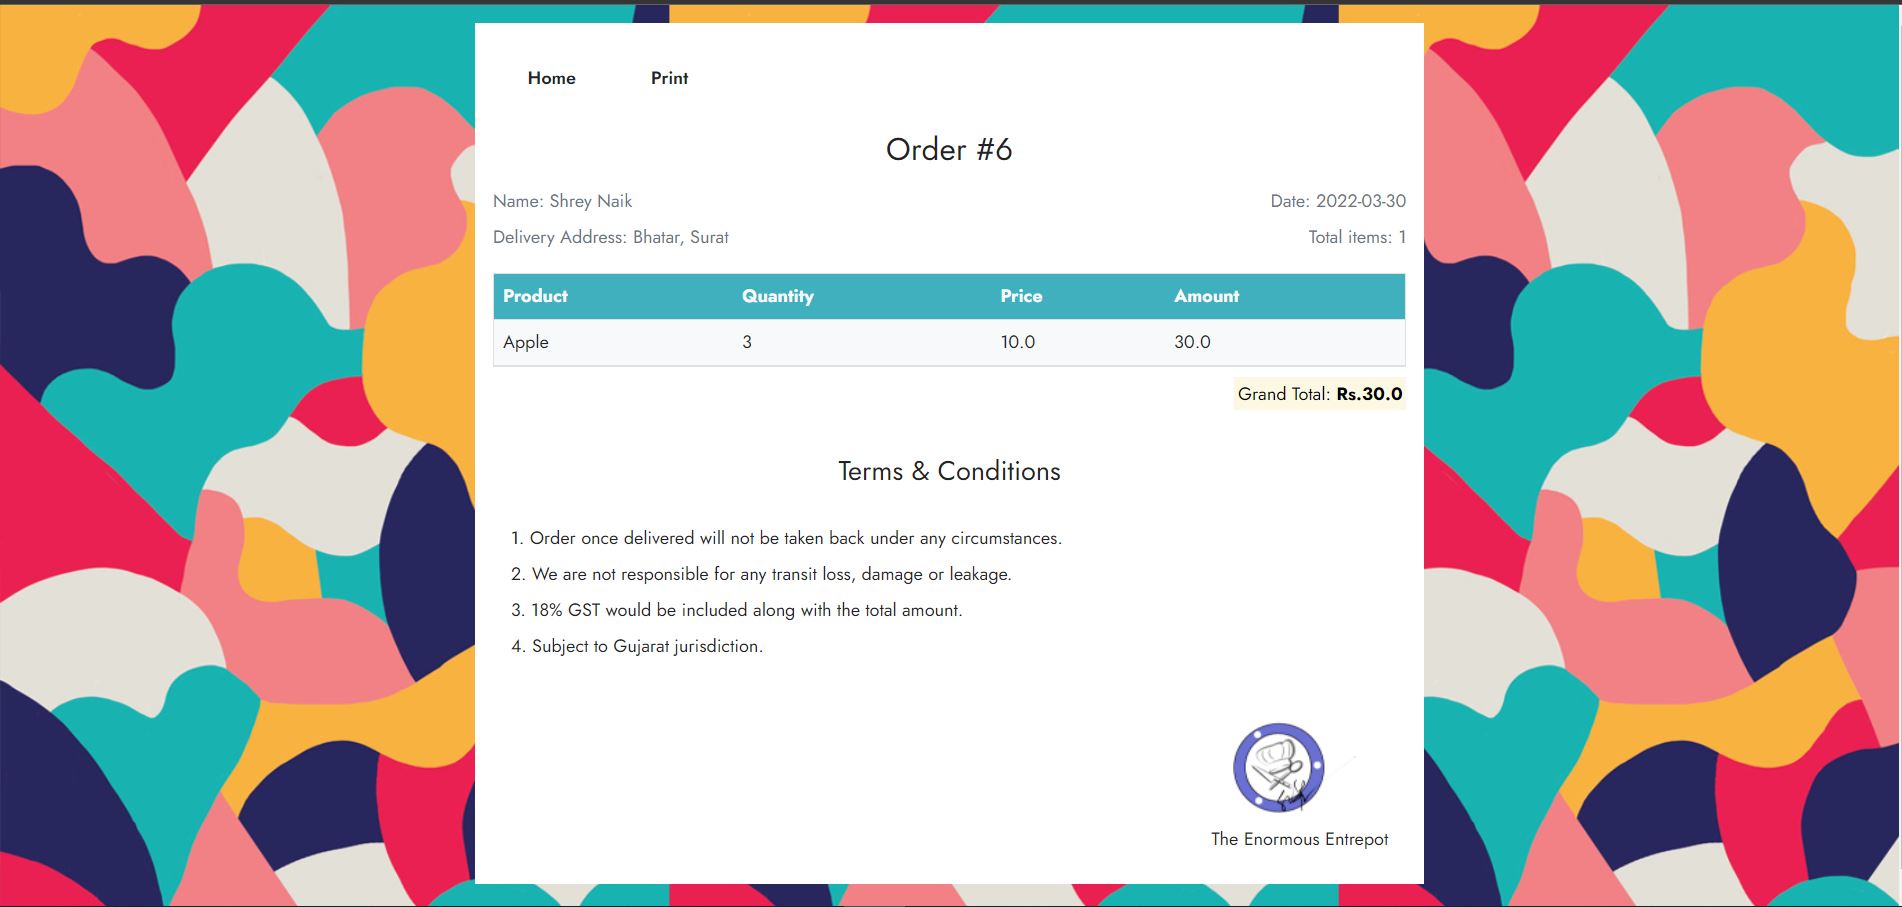 Home Print
Order #6
Name: Shrey Naik Date: 2022-03-30
Delivery Address: Bhatar, Surat Total items: 1
Product Quantity Price Amount
Apple 3 10.0 30.0
Grand Total: Rs.30.0
Terms & Conditions
1. Order once delivered will not be taken back under any circumstances.
2. We are not responsible for any transit loss, damage or leakage.
3. 18% GST would be included along with the total amount.
4. Subject to Gujarat jurisdiction.
The Enormous Entrepot